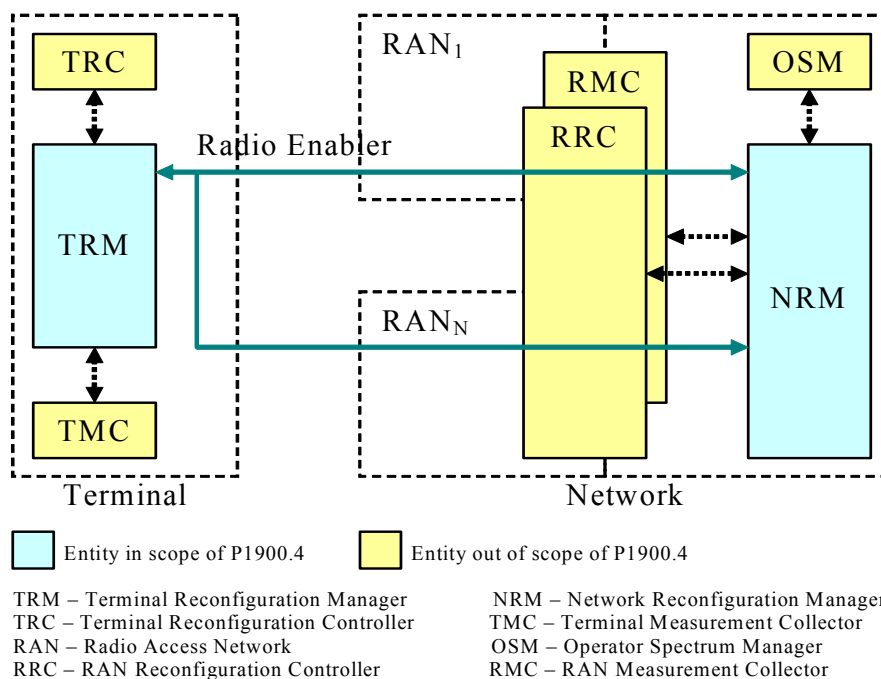 TRC
RAN₁
OSM
RMC
RRC
Radio Enabler
TRM
NRM
RANN
TMC
Terminal
Network
Entity in scope of P1900.4
Entity out of scope of P1900.4
TRM – Terminal Reconfiguration Manager
NRM – Network Reconfiguration Manager
TRC – Terminal Reconfiguration Controller
TMC – Terminal Measurement Collector
RAN – Radio Access Network
OSM – Operator Spectrum Manager
RRC – RAN Reconfiguration Controller
RMC – RAN Measurement Collector